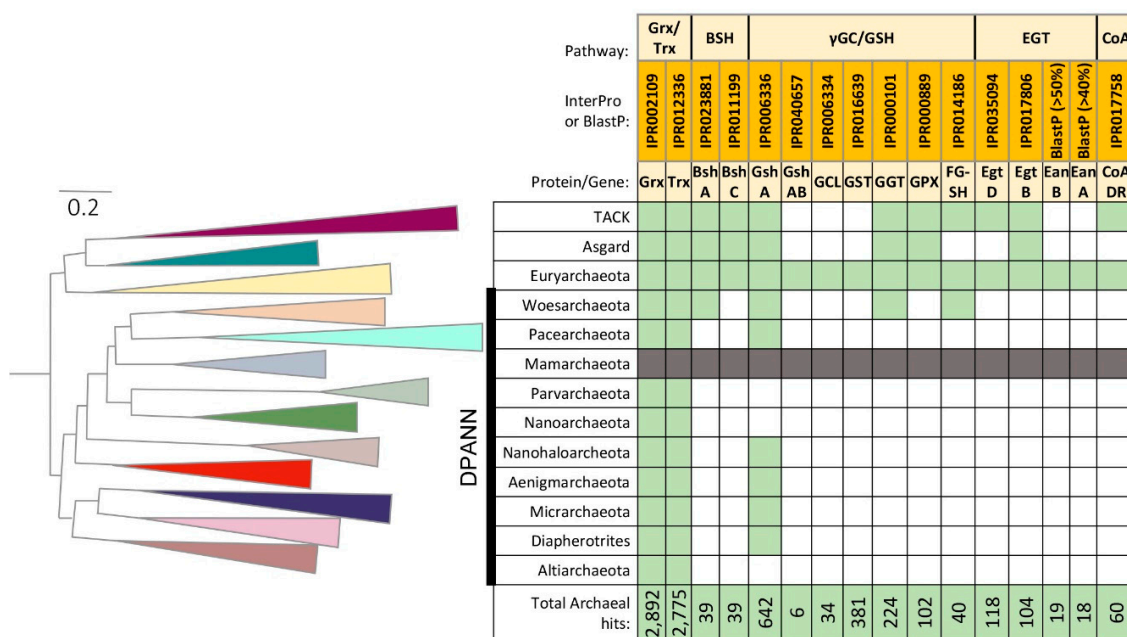 Pathway:
Grx/
Trx
BSH
γGC/GSH
EGT
CoA
InterPro
or BlastP:
IPR002109
IPR012336
IPR023881
IPR011199
IPR006336
IPR040657
IPR006334
IPR016639
IPR000101
IPR000889
IPR014186
IPR035094
IPR017806
BlastP (>50%)
BlastP (>40%)
IPR017758
Protein/Gene:
Grx
Trx
Bsh
A
Bsh
C
Gsh
A
Gsh
AB
GCL
GST
GGT
GPX
FG-
SH
Egt
D
Egt
B
Ean
B
Ean
A
CoA
DR
0.2
TACK
Asgard
Euryarchaeota
DPANN
Woesarchaeota
Pacearchaeota
Mamarchaeota
Parvarchaeota
Nanoarchaeota
Nanohaloarcheota
Aenigmarchaeota
Micrarchaeota
Diapherotrites
Altiarchaeota
Total Archaeal
hits:
2,892
2,775
39
39
642
6
34
381
224
102
40
118
104
19
18
60